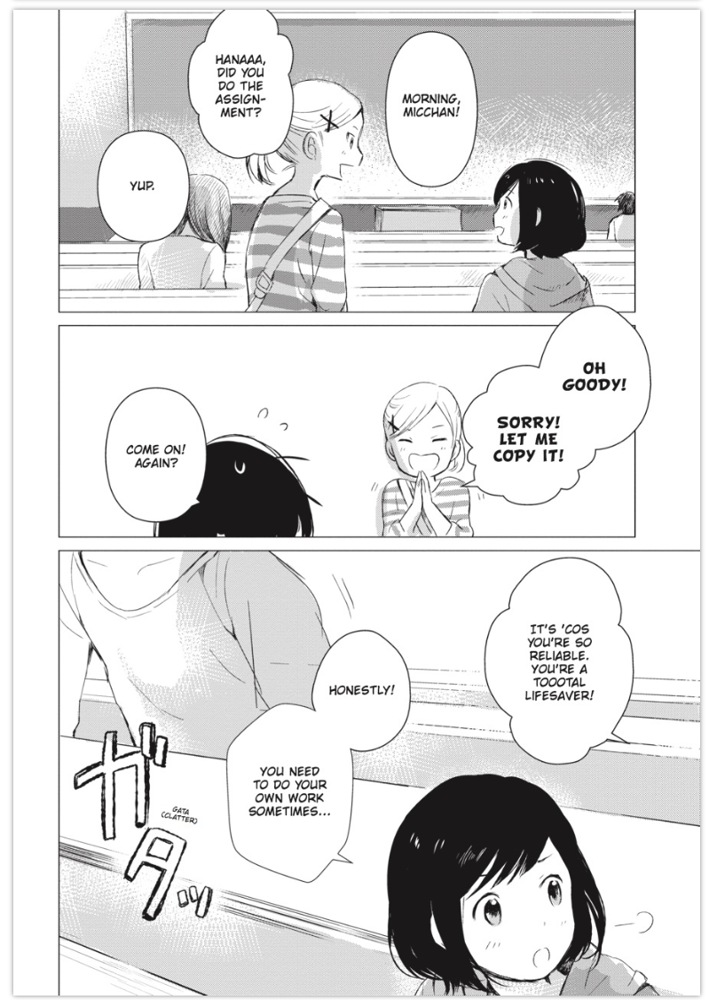 MORNING,
MICCHAN!
HANAAA,
DID YOU
DO THE
ASSIGN-
MENT?
YUP.
OH
GOODY!
SORRY!
LET ME
COPY IT!
COME ON!
AGAIN?
IT'S 'COS
YOU'RE SO
RELIABLE.
YOU'RE A
TOOOTAL
LIFESAVER!
HONESTLY!
YOU NEED
TO DO YOUR
OWN WORK
SOMETIMES...
ガタッ
GATA
(CLATTER)